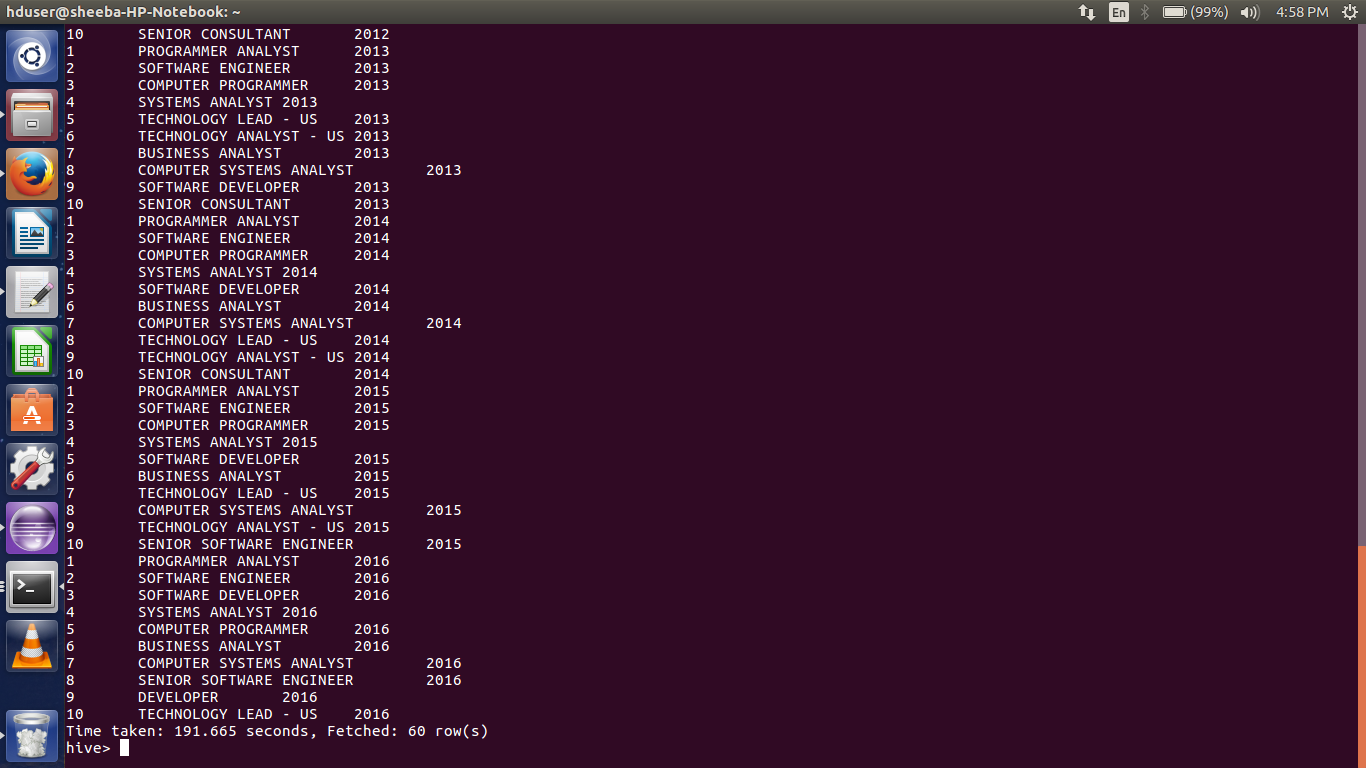 hduser@sheeba-HP-Notebook: ~ En (99%) 4:58 PM
10 SENIOR CONSULTANT 2012
1 PROGRAMMER ANALYST 2013
2 SOFTWARE ENGINEER 2013
3 COMPUTER PROGRAMMER 2013
4 SYSTEMS ANALYST 2013
5 TECHNOLOGY LEAD - US 2013
6 TECHNOLOGY ANALYST - US 2013
7 BUSINESS ANALYST 2013
8 COMPUTER SYSTEMS ANALYST 2013
9 SOFTWARE DEVELOPER 2013
10 SENIOR CONSULTANT 2013
1 PROGRAMMER ANALYST 2014
2 SOFTWARE ENGINEER 2014
3 COMPUTER PROGRAMMER 2014
4 SYSTEMS ANALYST 2014
5 SOFTWARE DEVELOPER 2014
6 BUSINESS ANALYST 2014
7 COMPUTER SYSTEMS ANALYST 2014
8 TECHNOLOGY LEAD - US 2014
9 TECHNOLOGY ANALYST - US 2014
10 SENIOR CONSULTANT 2014
1 PROGRAMMER ANALYST 2015
2 SOFTWARE ENGINEER 2015
3 COMPUTER PROGRAMMER 2015
4 SYSTEMS ANALYST 2015
5 SOFTWARE DEVELOPER 2015
6 BUSINESS ANALYST 2015
7 TECHNOLOGY LEAD - US 2015
8 COMPUTER SYSTEMS ANALYST 2015
9 TECHNOLOGY ANALYST - US 2015
10 SENIOR SOFTWARE ENGINEER 2015
1 PROGRAMMER ANALYST 2016
2 SOFTWARE ENGINEER 2016
3 SOFTWARE DEVELOPER 2016
4 SYSTEMS ANALYST 2016
5 COMPUTER PROGRAMMER 2016
6 BUSINESS ANALYST 2016
7 COMPUTER SYSTEMS ANALYST 2016
8 SENIOR SOFTWARE ENGINEER 2016
9 DEVELOPER 2016
10 TECHNOLOGY LEAD - US 2016
Time taken: 191.665 seconds, Fetched: 60 row(s)
hive>